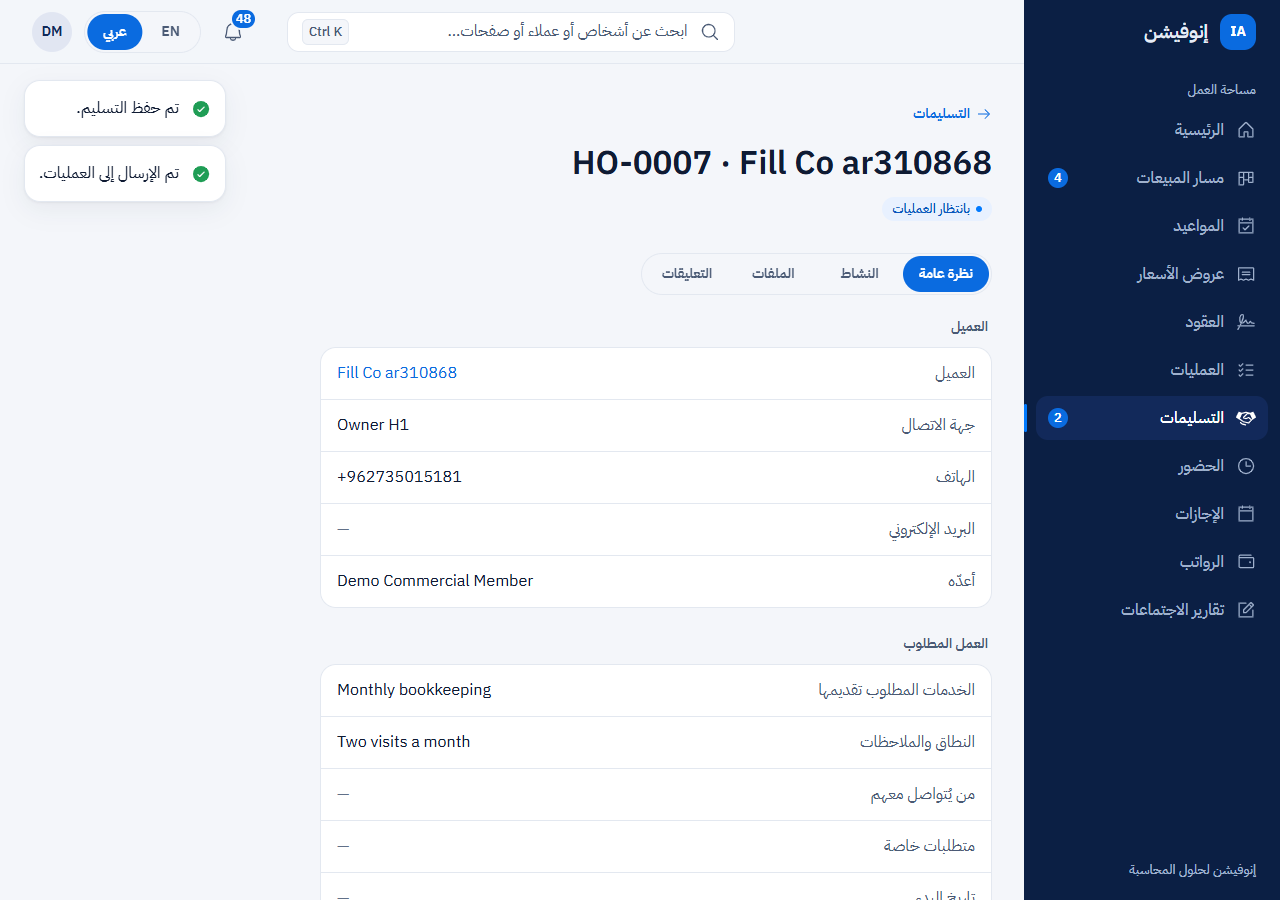 IA
إنوفيشن
مساحة العمل
الرئيسية
مسار المبيعات
4
المواعيد
عروض الأسعار
العقود
العمليات
التسليمات
2
الحضور
الإجازات
الرواتب
تقارير الاجتماعات
إنوفيشن لحلول المحاسبة
ابحث عن أشخاص أو عملاء أو صفحات...
Ctrl K
48
EN
عربي
DM
تم حفظ التسليم.
تم الإرسال إلى العمليات.
→ التسليمات
HO-0007 · Fill Co ar310868
بانتظار العمليات
نظرة عامة
النشاط
الملفات
التعليقات
العميل
العميل Fill Co ar310868
جهة الاتصال Owner H1
الهاتف +962735015181
البريد الإلكتروني —
أعدّه Demo Commercial Member
العمل المطلوب
الخدمات المطلوب تقديمها Monthly bookkeeping
النطاق والملاحظات Two visits a month
من يُتواصل معهم —
متطلبات خاصة —
تاريخ البدء —